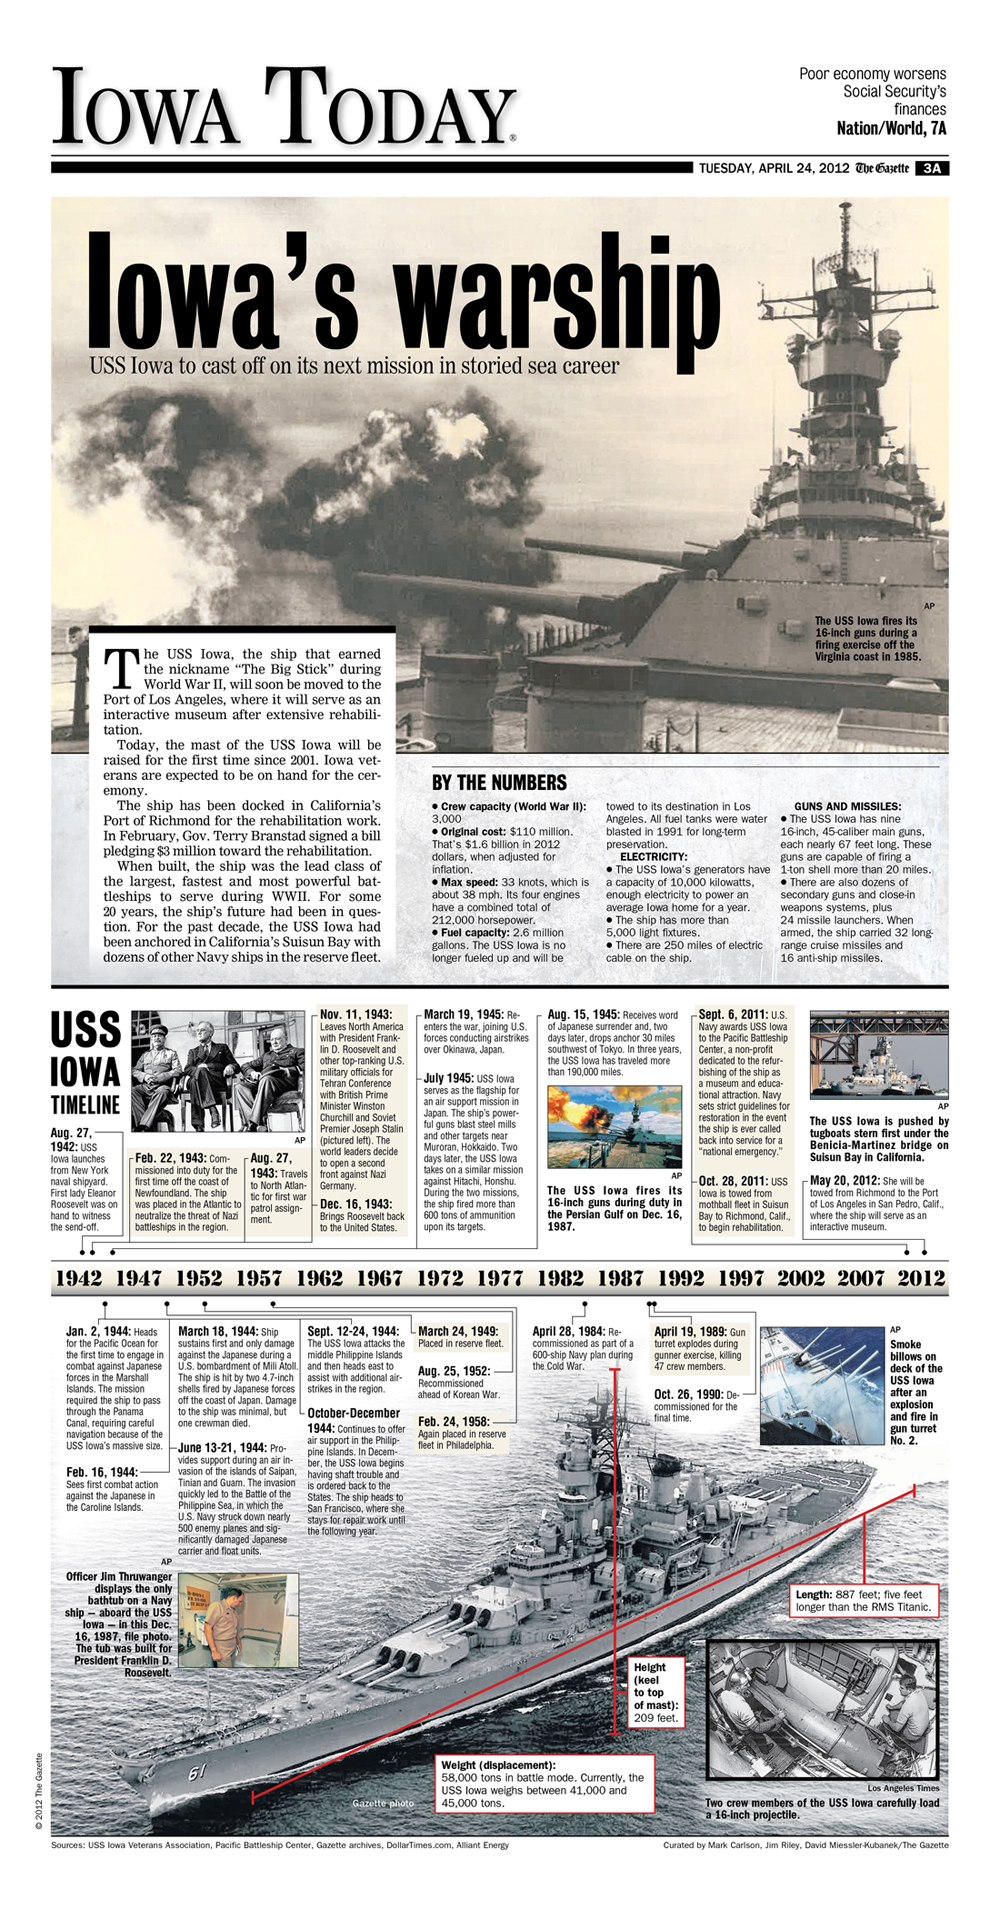 IOWA TODAY®
Poor economy worsens
Social Security's
finances
Nation/World, 7A
TUESDAY, APRIL 24, 2012 The Gazette 3A
Iowa's warship
USS Iowa to cast off on its next mission in storied sea career
AP
The USS Iowa fires its
16-inch guns during a
firing exercise off the
Virginia coast in 1985.
The USS Iowa, the ship that earned
the nickname "The Big Stick" during
World War II, will soon be moved to the
Port of Los Angeles, where it will serve as an
interactive museum after extensive rehabili-
tation.
Today, the mast of the USS Iowa will be
raised for the first time since 2001. Iowa vet-
erans are expected to be on hand for the cer-
emony.
The ship has been docked in California's
Port of Richmond for the rehabilitation work.
In February, Gov. Terry Branstad signed a bill
pledging $3 million toward the rehabilitation.
When built, the ship was the lead class of
the largest, fastest and most powerful bat-
tleships to serve during WWII. For some
20 years, the ship's future had been in ques-
tion. For the past decade, the USS Iowa had
been anchored in California's Suisun Bay with
dozens of other Navy ships in the reserve fleet.
BY THE NUMBERS
● Crew capacity (World War II):
3,000
● Original cost: $110 million.
That's $1.6 billion in 2012
dollars, when adjusted for
inflation.
● Max speed: 33 knots, which is
about 38 mph. Its four engines
have a combined total of
212,000 horsepower.
● Fuel capacity: 2.6 million
gallons. The USS Iowa is no
longer fueled up and will be
towed to its destination in Los
Angeles. All fuel tanks were water
blasted in 1991 for long-term
preservation.
ELECTRICITY:
● The USS Iowa's generators have
a capacity of 10,000 kilowatts,
enough electricity to power an
average Iowa home for a year.
● The ship has more than
5,000 light fixtures.
● There are 250 miles of electric
cable on the ship.
GUNS AND MISSILES:
● The USS Iowa has nine
16-inch, 45-caliber main guns,
each nearly 67 feet long. These
guns are capable of firing a
1-ton shell more than 20 miles.
● There are also dozens of
secondary guns and close-in
weapons systems, plus
24 missile launchers. When
armed, the ship carried 32 long-
range cruise missiles and
16 anti-ship missiles.
USS
IOWA
TIMELINE
Aug. 27,
1942: USS
Iowa launches
from New York
naval shipyard.
First lady Eleanor
Roosevelt was on
hand to witness
the send-off.
AP
Feb. 22, 1943: Com-
missioned into duty for the
first time off the coast of
Newfoundland. The ship
was placed in the Atlantic to
neutralize the threat of Nazi
battleships in the region.
Aug. 27,
1943: Travels
to North Atlan-
tic for first war
patrol assign-
ment.
Nov. 11, 1943:
Leaves North America
with President Frank-
lin D. Roosevelt and
other top-ranking U.S.
military officials for
Tehran Conference
with British Prime
Minister Winston
Churchill and Soviet
Premier Joseph Stalin
(pictured left). The
world leaders decide
to open a second
front against Nazi
Germany.
Dec. 16, 1943:
Brings Roosevelt back
to the United States.
March 19, 1945: Re-
enters the war, joining U.S.
forces conducting airstrikes
over Okinawa, Japan.
July 1945: USS Iowa
serves as the flagship for
an air support mission in
Japan. The ship's power-
ful guns blast steel mills
and other targets near
Muroran, Hokkaido. Two
days later, the USS Iowa
takes on a similar mission
against Hitachi, Honshu.
During the two missions,
the ship fired more than
600 tons of ammunition
upon its targets.
Aug. 15, 1945: Receives word
of Japanese surrender and, two
days later, drops anchor 30 miles
southwest of Tokyo. In three years,
the USS Iowa has traveled more
than 190,000 miles.
AP
The USS Iowa fires its
16-inch guns during duty in
the Persian Gulf on Dec. 16,
1987.
Sept. 6, 2011: U.S.
Navy awards USS Iowa
to the Pacific Battleship
Center, a non-profit
dedicated to the refur-
bishing of the ship as
a museum and educa-
tional attraction. Navy
sets strict guidelines for
restoration in the event
the ship is ever called
back into service for a
"national emergency."
Oct. 28, 2011: USS
Iowa is towed from
mothball fleet in Suisun
Bay to Richmond, Calif.,
to begin rehabilitation.
AP
The USS Iowa is pushed by
tugboats stern first under the
Benicia-Martinez bridge on
Suisun Bay in California.
May 20, 2012: She will be
towed from Richmond to the Port
of Los Angeles in San Pedro, Calif.,
where the ship will serve as an
interactive museum.
1942 1947 1952 1957 1962 1967 1972 1977 1982 1987 1992 1997 2002 2007 2012
Jan. 2, 1944: Heads
for the Pacific Ocean for
the first time to engage in
combat against Japanese
forces in the Marshall
Islands. The mission
required the ship to pass
through the Panama
Canal, requiring careful
navigation because of the
USS Iowa's massive size.
Feb. 16, 1944:
Sees first combat action
against the Japanese in
the Caroline Islands.
March 18, 1944: Ship
sustains first and only damage
against the Japanese during a
U.S. bombardment of Mili Atoll.
The ship is hit by two 4.7-inch
shells fired by Japanese forces
off the coast of Japan. Damage
to the ship was minimal, but
one crewman died.
June 13-21, 1944: Pro-
vides support during an air in-
vasion of the islands of Saipan,
Tinian and Guam. The invasion
quickly led to the Battle of the
Philippine Sea, in which the
U.S. Navy struck down nearly
500 enemy planes and sig-
nificantly damaged Japanese
carrier and float units.
Sept. 12-24, 1944:
The USS Iowa attacks the
middle Philippine Islands
and then heads east to
assist with additional air-
strikes in the region.
October-December
1944: Continues to offer
air support in the Philip-
pine Islands. In Decem-
ber, the USS Iowa begins
having shaft trouble and
is ordered back to the
States. The ship heads to
San Francisco, where she
stays for repair work until
the following year.
March 24, 1949:
Placed in reserve fleet.
Aug. 25, 1952:
Recommissioned
ahead of Korean War.
Feb. 24, 1958:
Again placed in reserve
fleet in Philadelphia.
April 28, 1984: Re-
commissioned as part of a
600-ship Navy plan during
the Cold War.
April 19, 1989: Gun
turret explodes during
gunner exercise, killing
47 crew members.
Oct. 26, 1990: De-
commissioned for the
final time.
AP
Smoke
billows on
deck of the
USS Iowa
after an
explosion
and fire in
gun turret
No. 2.
AP
Officer Jim Thruwanger
displays the only
bathtub on a Navy
ship — aboard the USS
Iowa — in this Dec.
16, 1987, file photo.
The tub was built for
President Franklin D.
Roosevelt.
Length: 887 feet; five feet
longer than the RMS Titanic.
Height
(keel
to top
of mast):
209 feet.
Weight (displacement):
58,000 tons in battle mode. Currently, the
USS Iowa weighs between 41,000 and
45,000 tons.
61
Gazette photo
Los Angeles Times
Two crew members of the USS Iowa carefully load
a 16-inch projectile.
© 2012 The Gazette
Sources: USS Iowa Veterans Association, Pacific Battleship Center, Gazette archives, DollarTimes.com, Alliant Energy
Curated by Mark Carlson, Jim Riley, David Miessler-Kubanek/The Gazette